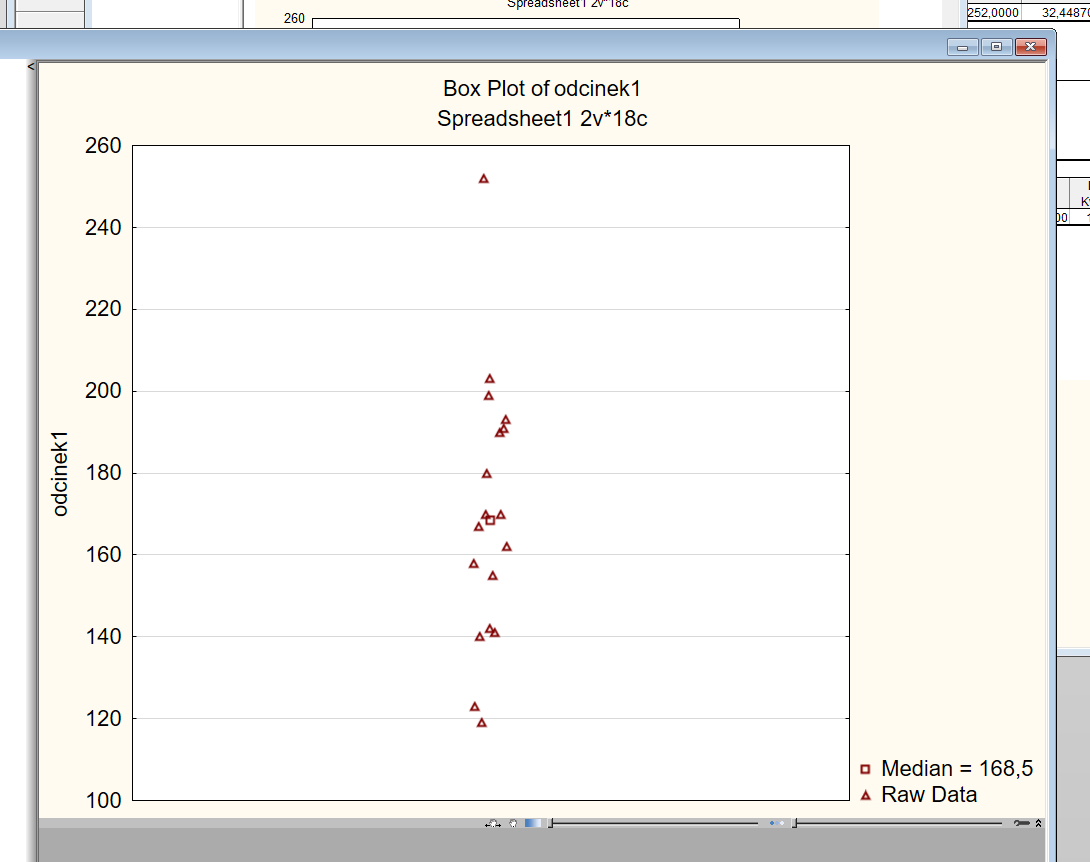 Spreadsheet1 2v*18c
260
252,0000 32,4487
Box Plot of odcinek1
Spreadsheet1 2v*18c
260
240
220
200
180
160
140
120
100
odcinek1
Median = 168,5
Raw Data